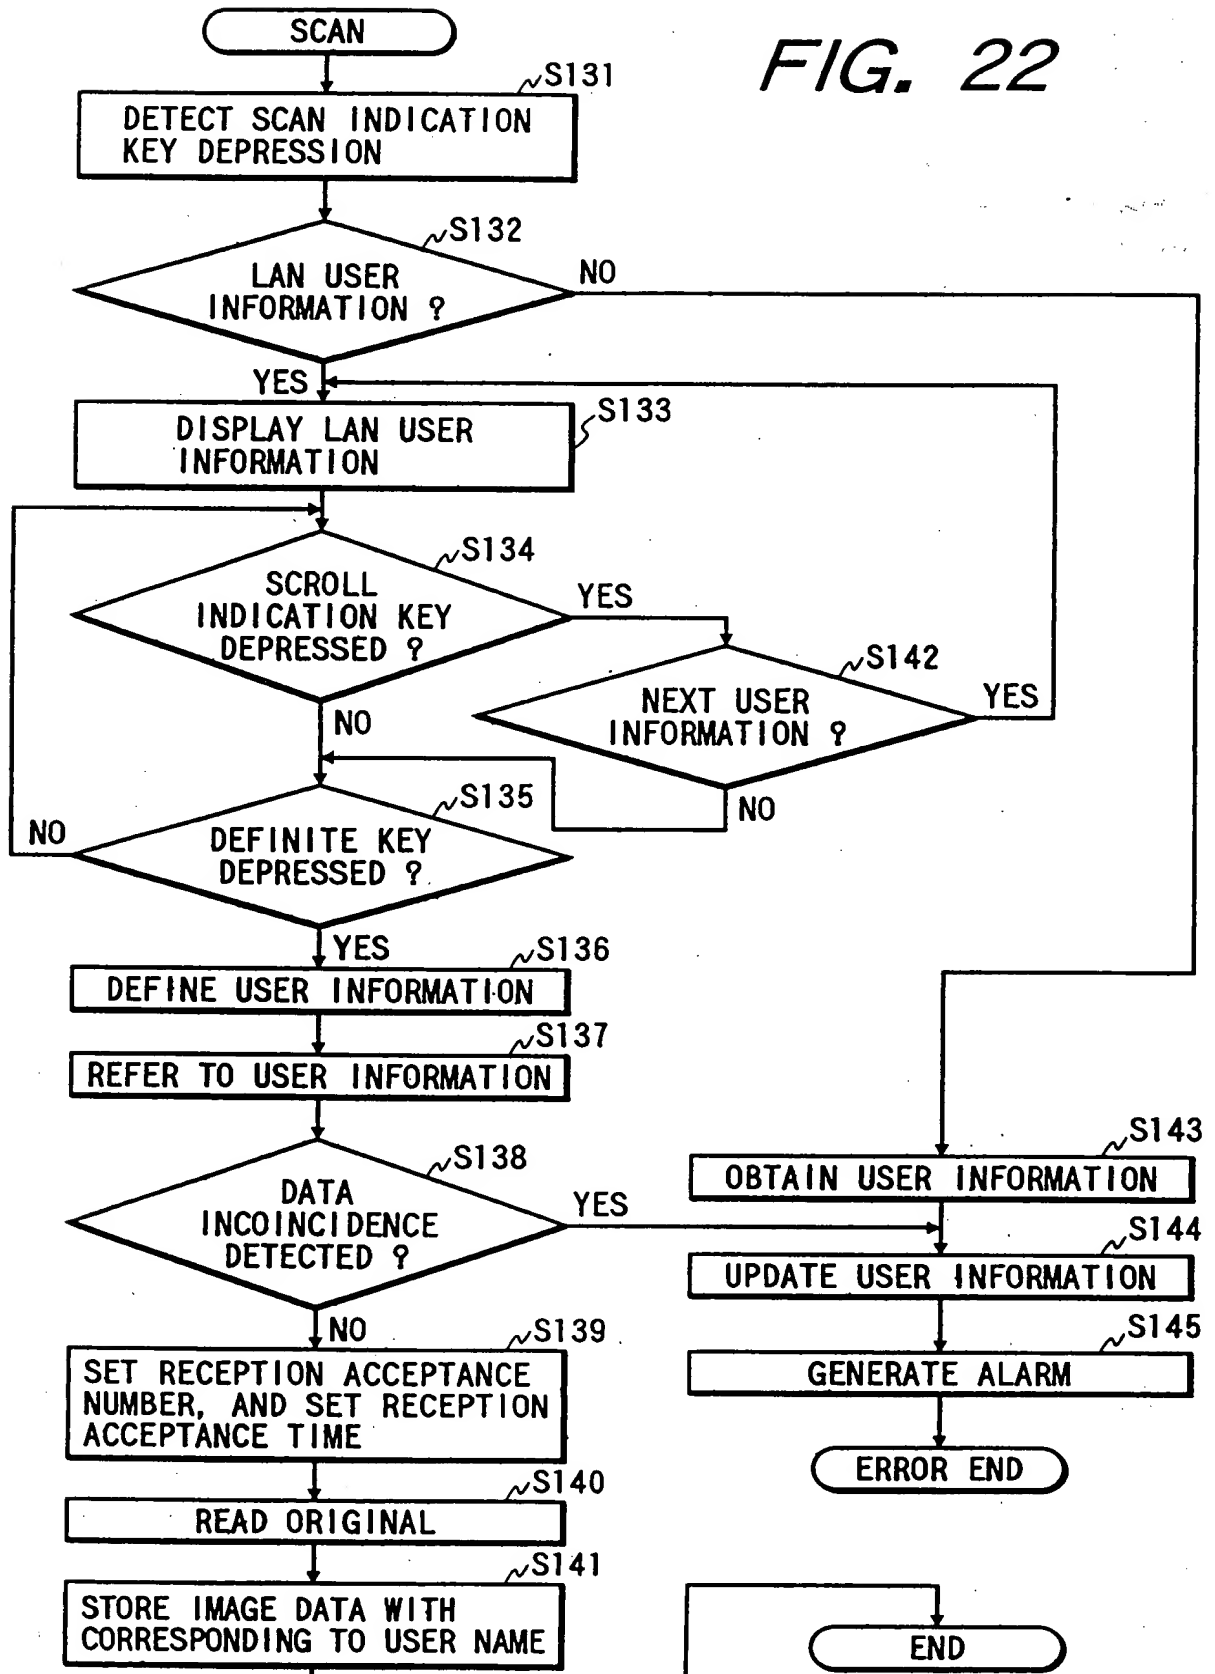 SCAN
FIG. 22
S131
DETECT SCAN INDICATION
KEY DEPRESSION
S132
LAN USER
INFORMATION ?
NO
YES
S133
DISPLAY LAN USER
INFORMATION
S134
SCROLL
INDICATION KEY
DEPRESSED ?
YES
S142
NEXT USER
INFORMATION ?
YES
NO
NO
S135
DEFINITE KEY
DEPRESSED ?
NO
YES
S136
DEFINE USER INFORMATION
S137
REFER TO USER INFORMATION
S138
DATA
INCOINCIDENCE
DETECTED ?
YES
S143
OBTAIN USER INFORMATION
S144
UPDATE USER INFORMATION
S145
GENERATE ALARM
ERROR END
NO
S139
SET RECEPTION ACCEPTANCE
NUMBER, AND SET RECEPTION
ACCEPTANCE TIME
S140
READ ORIGINAL
S141
STORE IMAGE DATA WITH
CORRESPONDING TO USER NAME
END